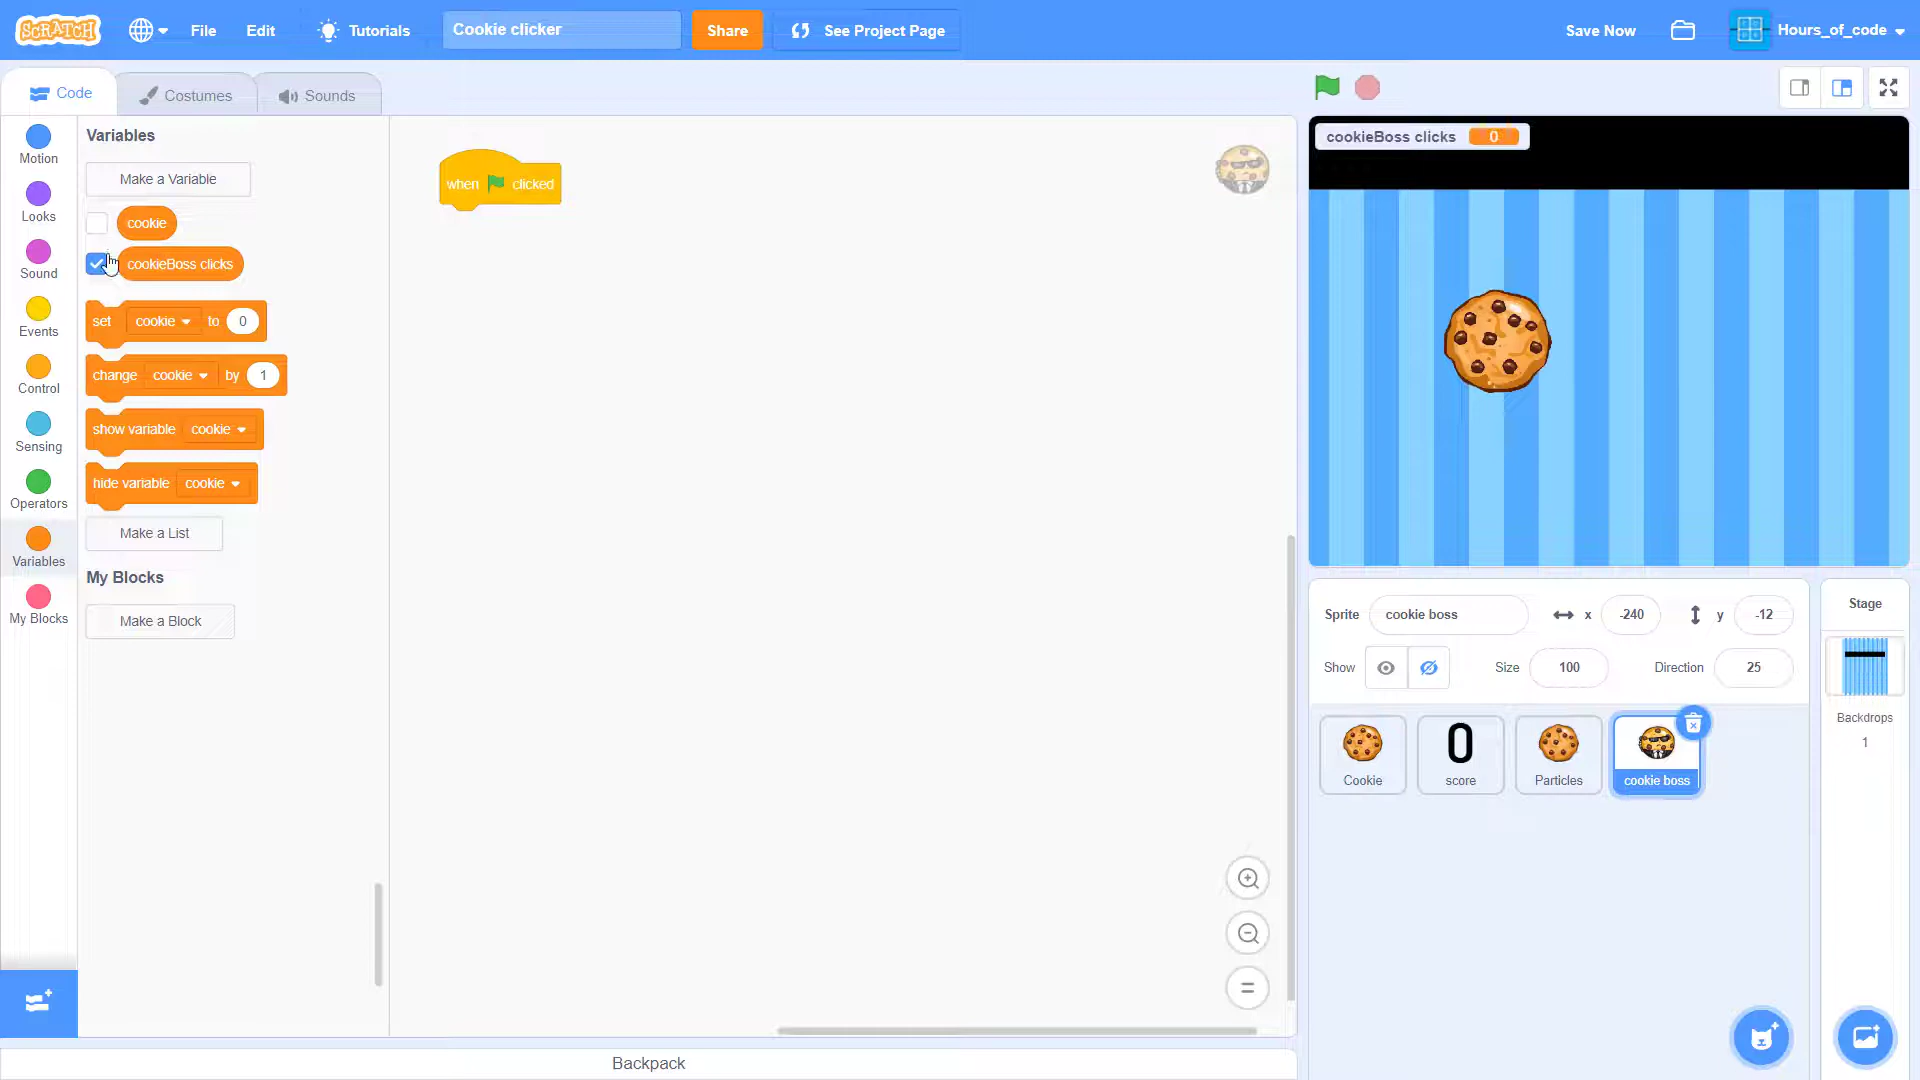 SCRATCH
File
Edit
Tutorials
Cookie clicker
Share
See Project Page
Save Now
Hours_of_code
Code
Costumes
Sounds
Motion
Looks
Sound
Events
Control
Sensing
Operators
Variables
My Blocks
Variables
Make a Variable
cookie
cookieBoss clicks
set cookie to 0
change cookie by 1
show variable cookie
hide variable cookie
Make a List
My Blocks
Make a Block
when clicked
cookieBoss clicks 0
Sprite cookie boss x -240 y -12
Show Size 100 Direction 25
0
Cookie
score
Particles
cookie boss
Stage
Backdrops
1
Backpack